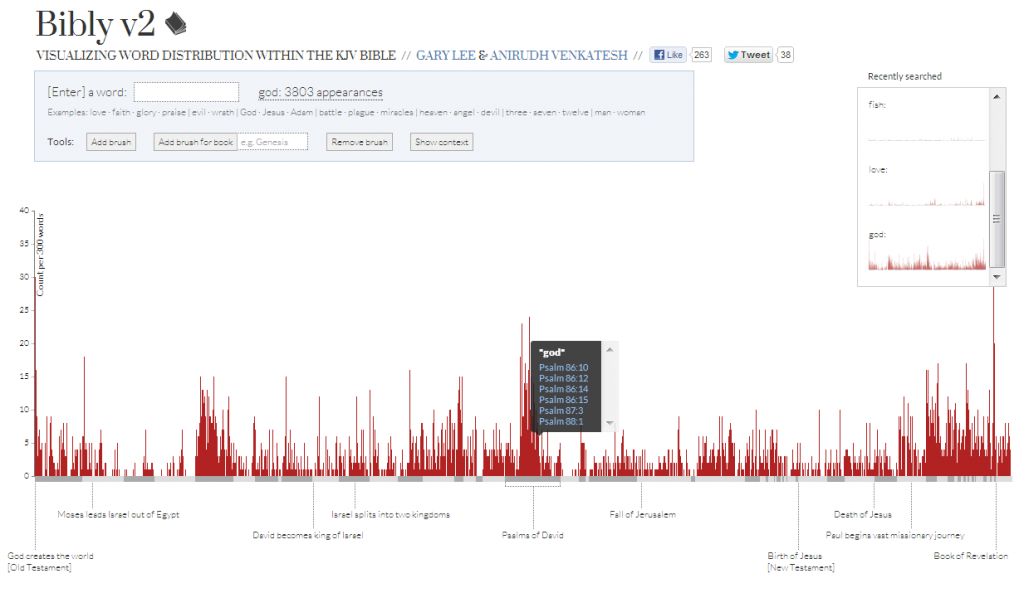 Bibly v2
VISUALIZING WORD DISTRIBUTION WITHIN THE KJV BIBLE // GARY LEE & ANIRUDH VENKATESH // Like 263 Tweet 38
[Enter] a word: god: 3803 appearances
Examples: love - faith - glory - praise | evil - wrath | God - Jesus - Adam | battle - plague - miracles | heaven - angel - devil | three - seven - twelve | man - woman
Tools: Add brush Add brush for book e.g. Genesis Remove brush Show context
Recently searched
fish:
love:
god:
Count per 300 words
40
35
30
25
20
15
10
5
0
"god"
Psalm 86:10
Psalm 86:12
Psalm 86:14
Psalm 86:15
Psalm 87:3
Psalm 88:1
Moses leads Israel out of Egypt
Israel splits into two kingdoms
Fall of Jerusalem
Death of Jesus
David becomes king of Israel
Psalms of David
Paul begins vast missionary journey
God creates the world
[Old Testament]
Birth of Jesus
[New Testament]
Book of Revelation